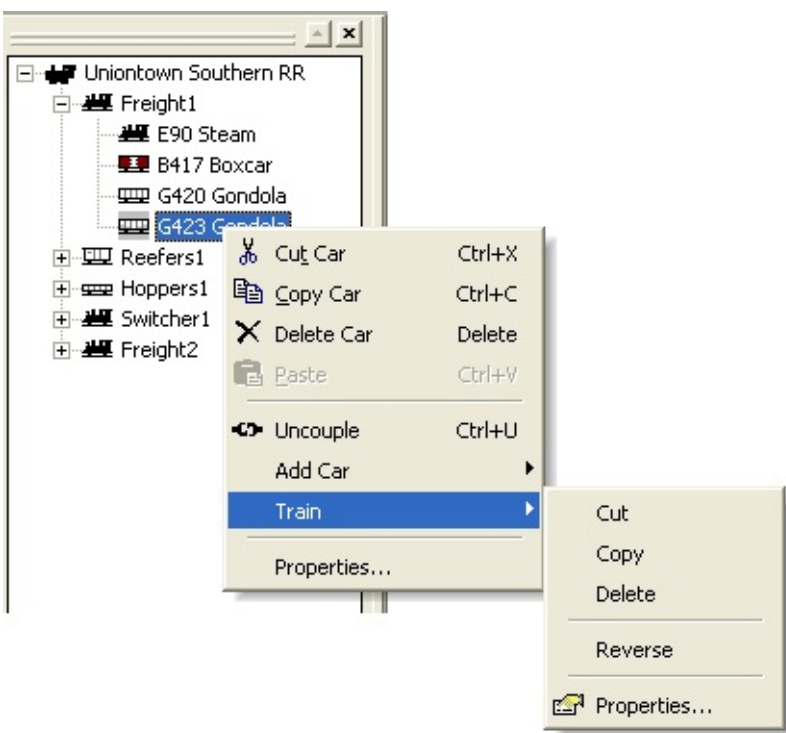 Uniontown Southern RR
Freight1
E90 Steam
B417 Boxcar
G420 Gondola
G423 Gondola
Reefers1
Hoppers1
Switcher1
Freight2
Cut Car Ctrl+X
Copy Car Ctrl+C
Delete Car Delete
Paste Ctrl+V
Uncouple Ctrl+U
Add Car
Train
Properties...
Cut
Copy
Delete
Reverse
Properties...